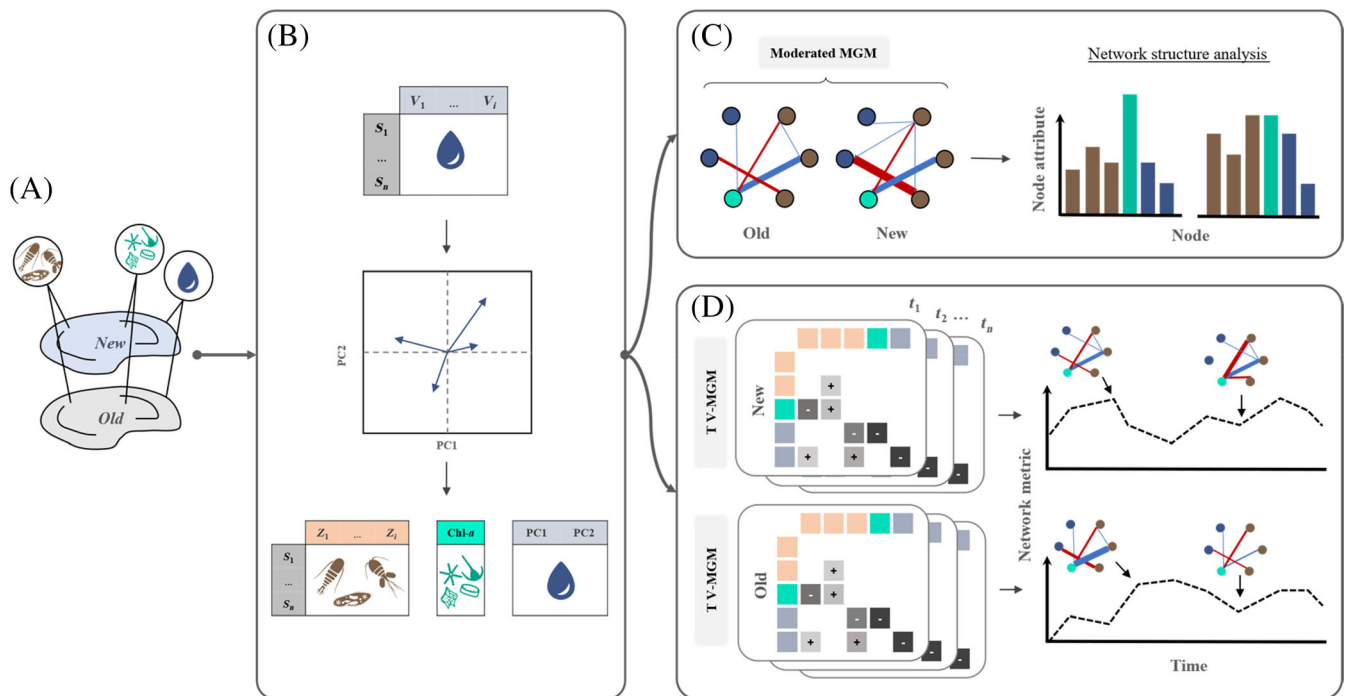 (A)
New
Old
(B)
V1 ... Vi
S1
...
Sn
PC2
PC1
Z1 ... Zi
S1
...
Sn
Chl-a
PC1 PC2
(C)
Moderated MGM
Old
New
Network structure analysis
Node attribute
Node
(D)
t1
t2 ... tn
TV-MGM
New
+
- +
- -
+ + -
TV-MGM
Old
+
- +
- -
+ + -
Network metric
Time